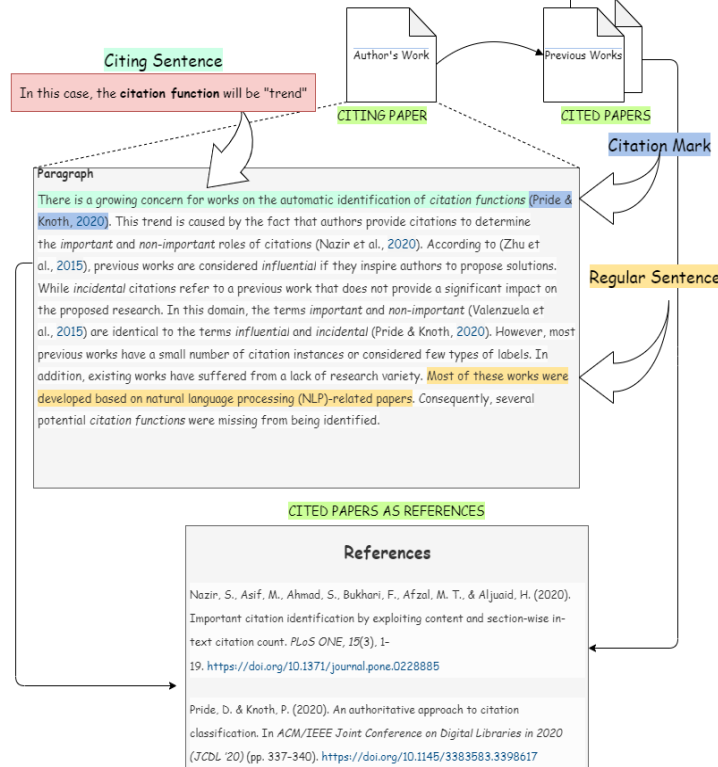 Author's Work
Previous Works
Citing Sentence
In this case, the citation function will be "trend"
CITING PAPER
CITED PAPERS
Citation Mark
Paragraph
There is a growing concern for works on the automatic identification of citation functions (Pride &
Knoth, 2020). This trend is caused by the fact that authors provide citations to determine
the important and non-important roles of citations (Nazir et al., 2020). According to (Zhu et
al., 2015), previous works are considered influential if they inspire authors to propose solutions.
While incidental citations refer to a previous work that does not provide a significant impact on
the proposed research. In this domain, the terms important and non-important (Valenzuela et
al., 2015) are identical to the terms influential and incidental (Pride & Knoth, 2020). However, most
previous works have a small number of citation instances or considered few types of labels. In
addition, existing works have suffered from a lack of research variety. Most of these works were
developed based on natural language processing (NLP)-related papers. Consequently, several
potential citation functions were missing from being identified.
Regular Sentence
CITED PAPERS AS REFERENCES
References
Nazir, S., Asif, M., Ahmad, S., Bukhari, F., Afzal, M. T., & Aljuaid, H. (2020).
Important citation identification by exploiting content and section-wise in-
text citation count. PLoS ONE, 15(3), 1-
19. https://doi.org/10.1371/journal.pone.0228885
Pride, D. & Knoth, P. (2020). An authoritative approach to citation
classification. In ACM/IEEE Joint Conference on Digital Libraries in 2020
(JCDL '20) (pp. 337-340). https://doi.org/10.1145/3383583.3398617